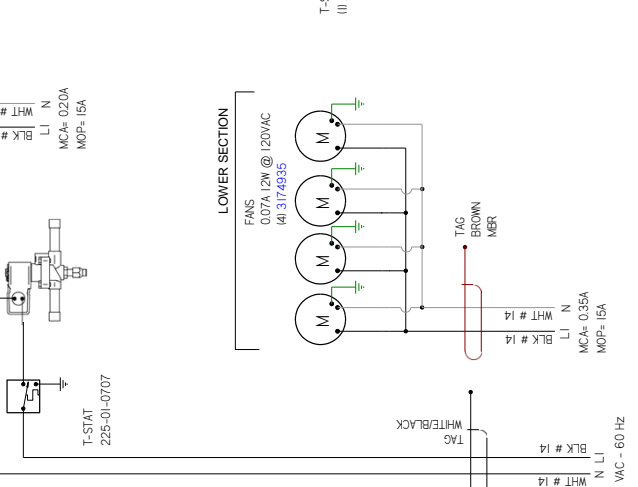 T-S
(1)
WHT #
BLK #
L1 N
MCA= 0.20A
MOP= 15A
LOWER SECTION
FANS
0.07A 12W @ 120VAC
(4) 3174935
M
M
M
M
TAG
BROWN
MBR
WHT # 14
BLK # 14
L1 N
MCA= 0.35A
MOP= 15A
T-STAT
225-01-0707
TAG
WHITE/BLACK
BLK # 14
WHT # 14
N L1
VAC - 60 Hz